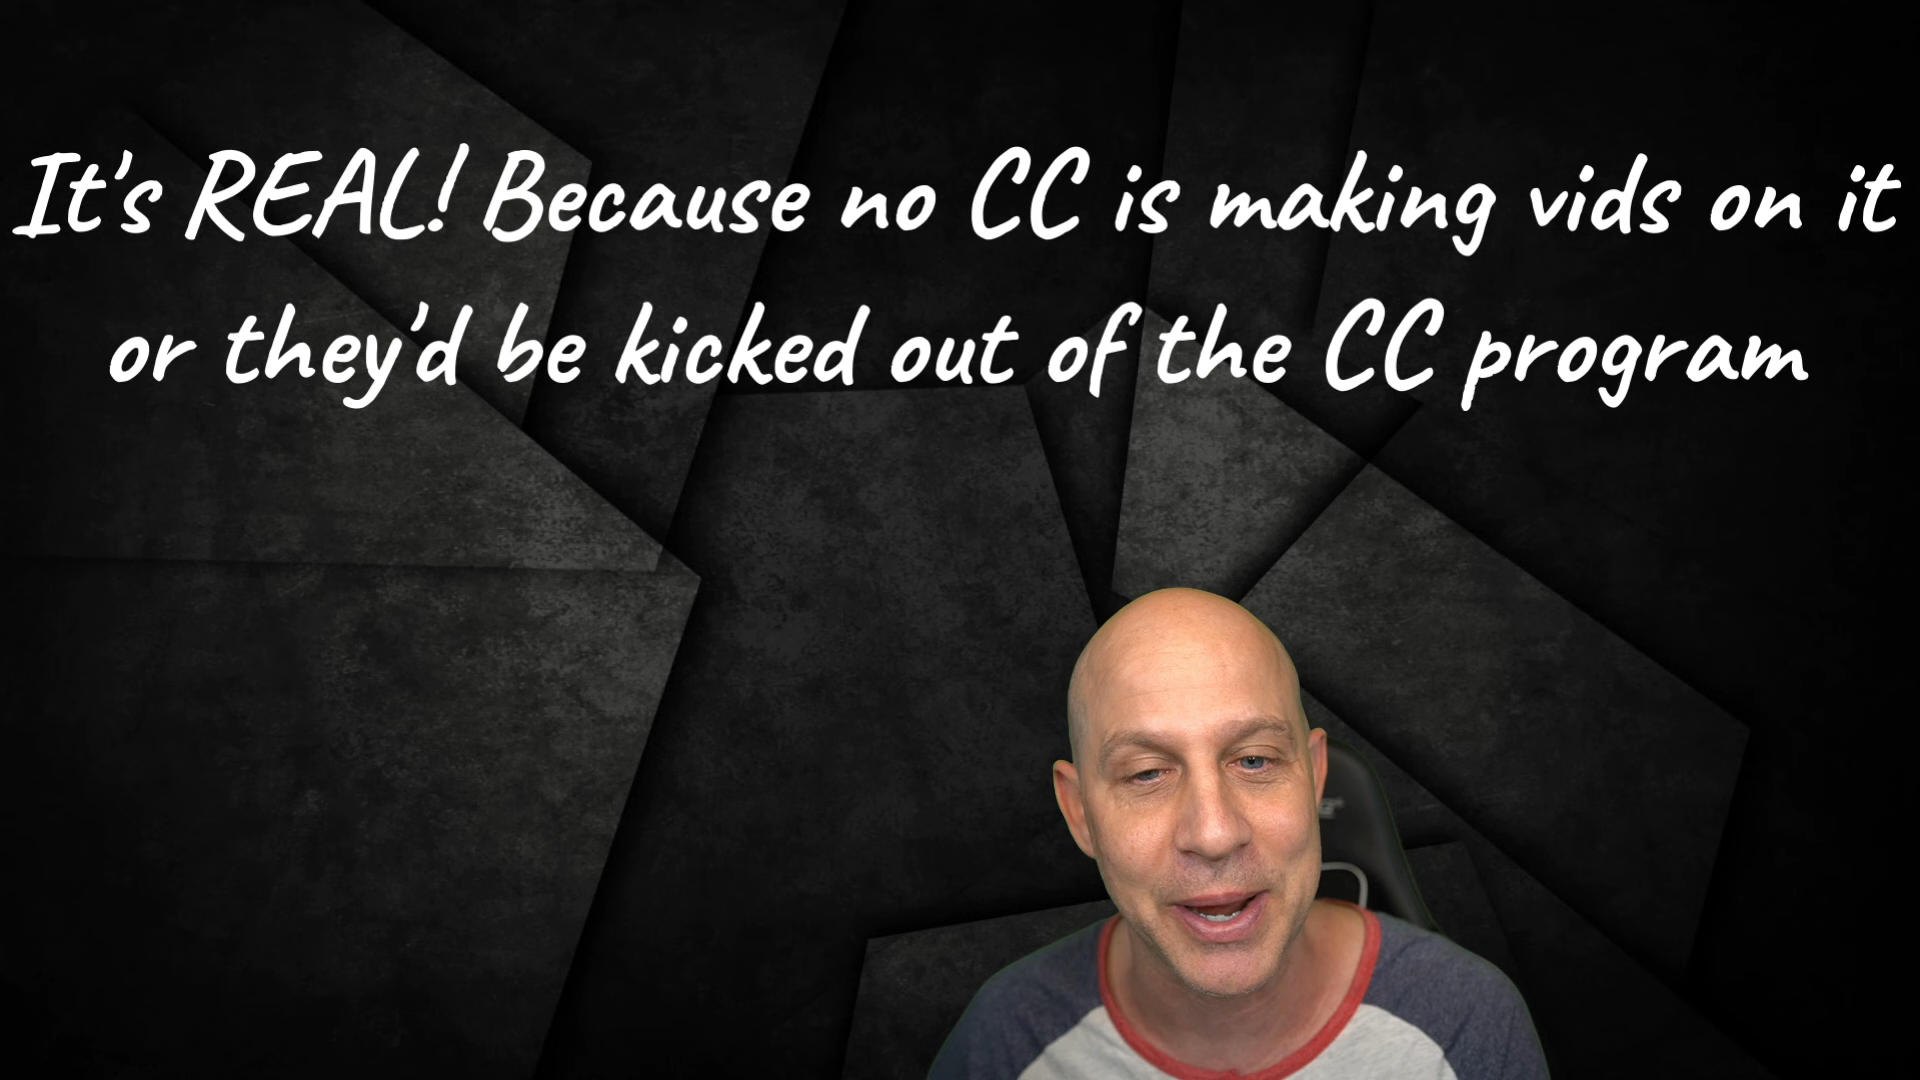 It's REAL! Because no CC is making vids on it
or they'd be kicked out of the CC program